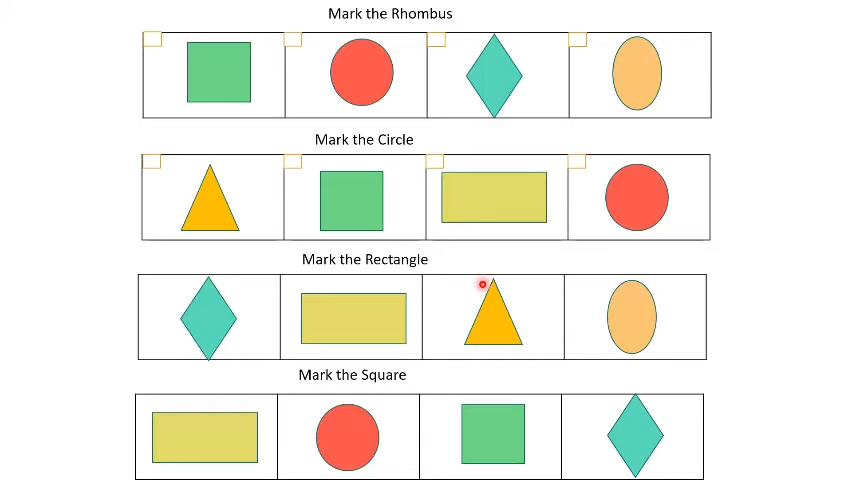 Mark the Rhombus
Mark the Circle
Mark the Rectangle
Mark the Square